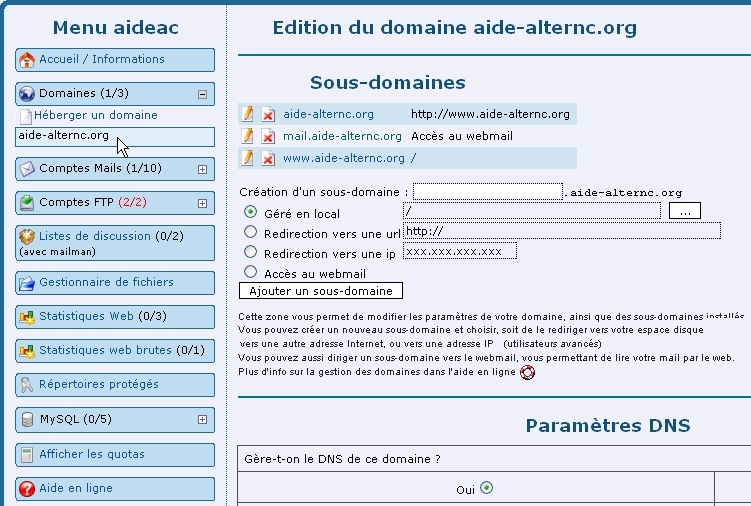 Menu aideac
Accueil / Informations
Domaines (1/3)
Héberger un domaine
aide-alternc.org
Comptes Mails (1/10)
Comptes FTP (2/2)
Listes de discussion (0/2)
(avec mailman)
Gestionnaire de fichiers
Statistiques Web (0/3)
Statistiques web brutes (0/1)
Répertoires protégés
MySQL (0/5)
Afficher les quotas
Aide en ligne
Edition du domaine aide-alternc.org
Sous-domaines
aide-alternc.org http://www.aide-alternc.org
mail.aide-alternc.org Accès au webmail
www.aide-alternc.org /
Création d'un sous-domaine : .aide-alternc.org
Géré en local / ...
Redirection vers une url http://
Redirection vers une ip xxx.xxx.xxx.xxx
Accès au webmail
Ajouter un sous-domaine
Cette zone vous permet de modifier les paramètres de votre domaine, ainsi que des sous-domaines installés
Vous pouvez créer un nouveau sous-domaine et choisir, soit de le rediriger vers votre espace disque
vers une autre adresse Internet, ou vers une adresse IP (utilisateurs avancés)
Vous pouvez aussi diriger un sous-domaine vers le webmail, vous permettant de lire votre mail par le web.
Plus d'info sur la gestion des domaines dans l'aide en ligne
Paramètres DNS
Gère-t-on le DNS de ce domaine ?
Oui